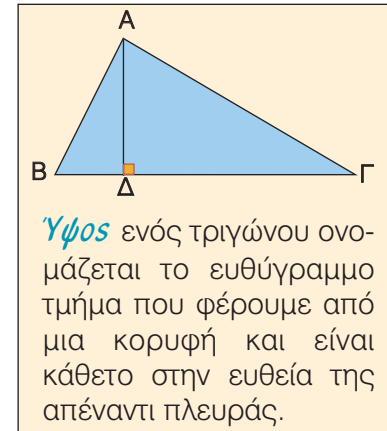 Α
Β Γ
Δ
Ύψος ενός τριγώνου ονο-
μάζεται το ευθύγραμμο
τμήμα που φέρουμε από
μια κορυφή και είναι
κάθετο στην ευθεία της
απέναντι πλευράς.